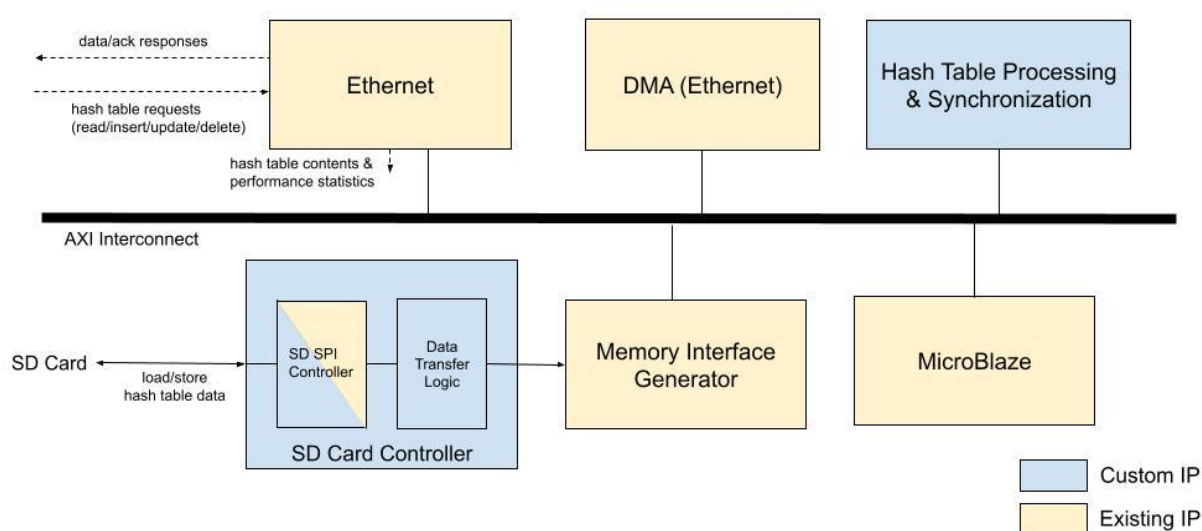 data/ack responses
hash table requests
(read/insert/update/delete)
Ethernet
hash table contents &
performance statistics
DMA (Ethernet)
Hash Table Processing
& Synchronization
AXI Interconnect
SD Card
load/store
hash table data
SD SPI
Controller
Data
Transfer
Logic
SD Card Controller
Memory Interface
Generator
MicroBlaze
Custom IP
Existing IP